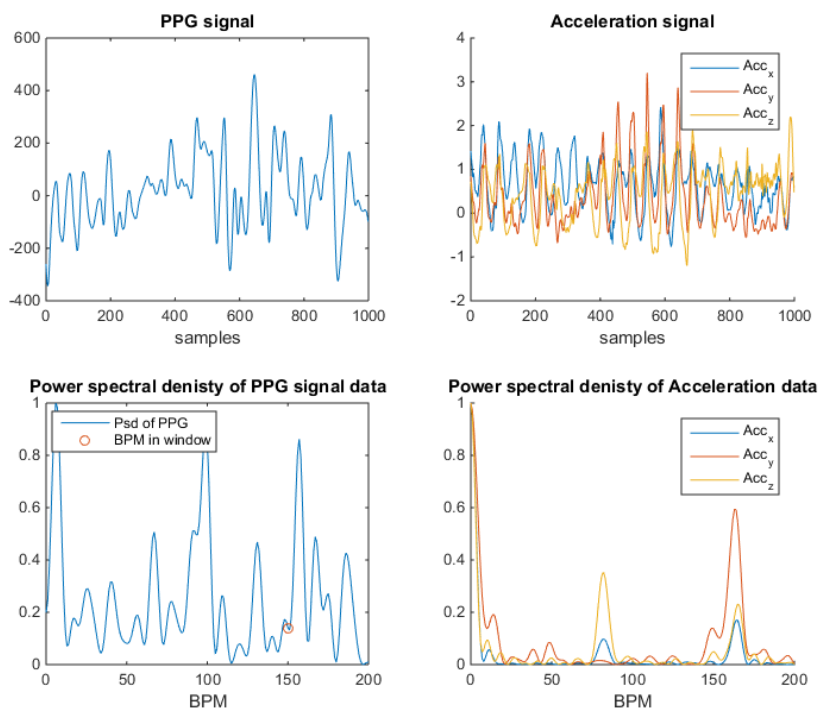 PPG signal
600
400
200
0
-200
-400
0
200
400
600
800
1000
samples
Acceleration signal
4
3
2
1
0
-1
-2
0
200
400
600
800
1000
samples
Acc_x
Acc_y
Acc_z
Power spectral denisty of PPG signal data
1
0.8
0.6
0.4
0.2
0
0
50
100
150
200
BPM
Psd of PPG
BPM in window
Power spectral denisty of Acceleration data
1
0.8
0.6
0.4
0.2
0
0
50
100
150
200
BPM
Acc_x
Acc_y
Acc_z